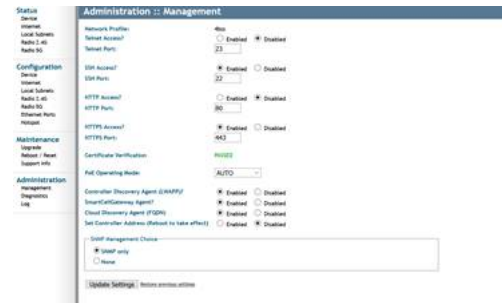 Status
Device
Internet
Local Subnets
Radio 2.4G
Radio 5G
Configuration
Device
Internet
Local Subnets
Radio 2.4G
Radio 5G
Ethernet Ports
Hotspot
Maintenance
Upgrade
Reboot / Reset
Support Info
Administration
Management
Diagnostics
Log
Administration :: Management
Network Profile: 4bss
Telnet Access? Enabled Disabled
Telnet Port: 23
SSH Access? Enabled Disabled
SSH Port: 22
HTTP Access? Enabled Disabled
HTTP Port: 80
HTTPS Access? Enabled Disabled
HTTPS Port: 443
Certificate Verification PASSED
PoE Operating Mode: AUTO
Controller Discovery Agent (LWAPP)? Enabled Disabled
SmartCellGateway Agent? Enabled Disabled
Cloud Discovery Agent (FQDN) Enabled Disabled
Set Controller Address (Reboot to take effect) Enabled Disabled
SNMP Management Choice
SNMP only
None
Update Settings Restore previous settings